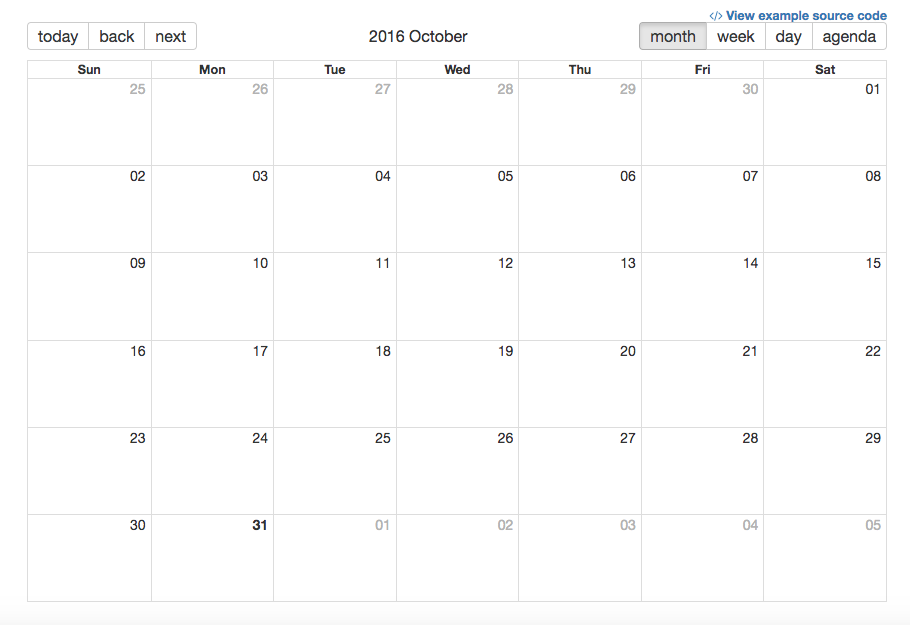 </> View example source code
today back next 2016 October month week day agenda
Sun Mon Tue Wed Thu Fri Sat
25 26 27 28 29 30 01
02 03 04 05 06 07 08
09 10 11 12 13 14 15
16 17 18 19 20 21 22
23 24 25 26 27 28 29
30 31 01 02 03 04 05